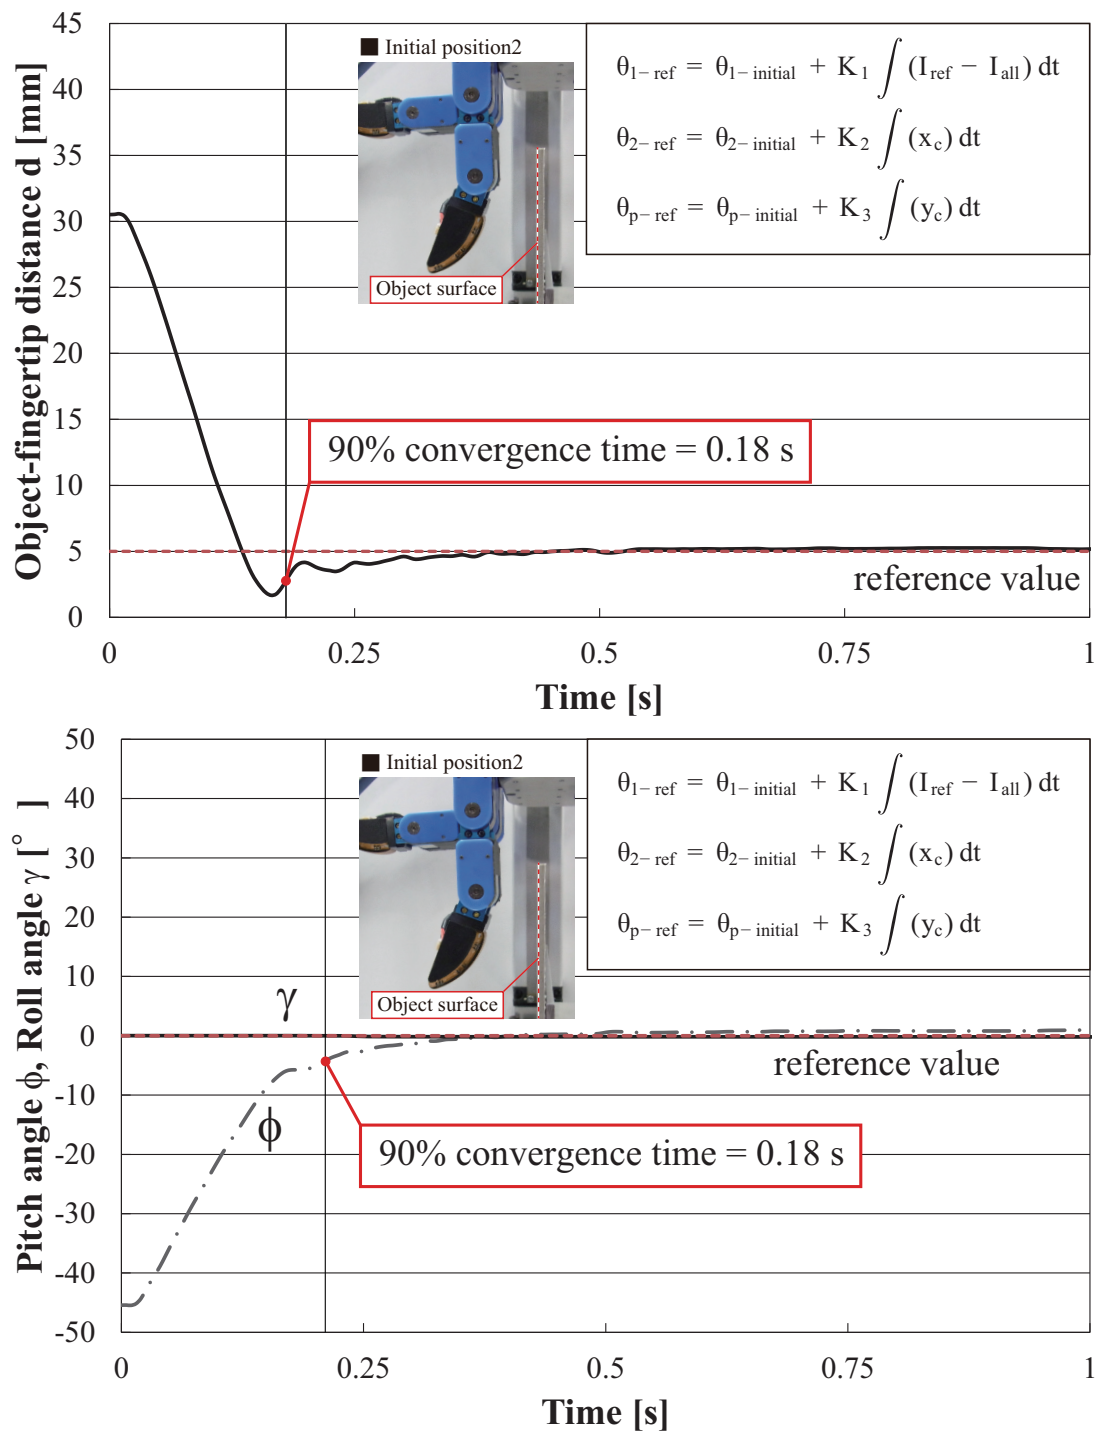 45
40
35
30
25
20
15
10
5
0
Object-fingertip distance d [mm]
■ Initial position2
Object surface
θ1-ref = θ1-initial + K1 ∫ (Iref − Iall) dt
θ2-ref = θ2-initial + K2 ∫ (xc) dt
θp-ref = θp-initial + K3 ∫ (yc) dt
90% convergence time = 0.18 s
reference value
0 0.25 0.5 0.75 1
Time [s]
50
40
30
20
10
0
-10
-20
-30
-40
-50
Pitch angle ϕ, Roll angle γ [° ]
■ Initial position2
Object surface
θ1-ref = θ1-initial + K1 ∫ (Iref − Iall) dt
θ2-ref = θ2-initial + K2 ∫ (xc) dt
θp-ref = θp-initial + K3 ∫ (yc) dt
γ
reference value
ϕ
90% convergence time = 0.18 s
0 0.25 0.5 0.75 1
Time [s]